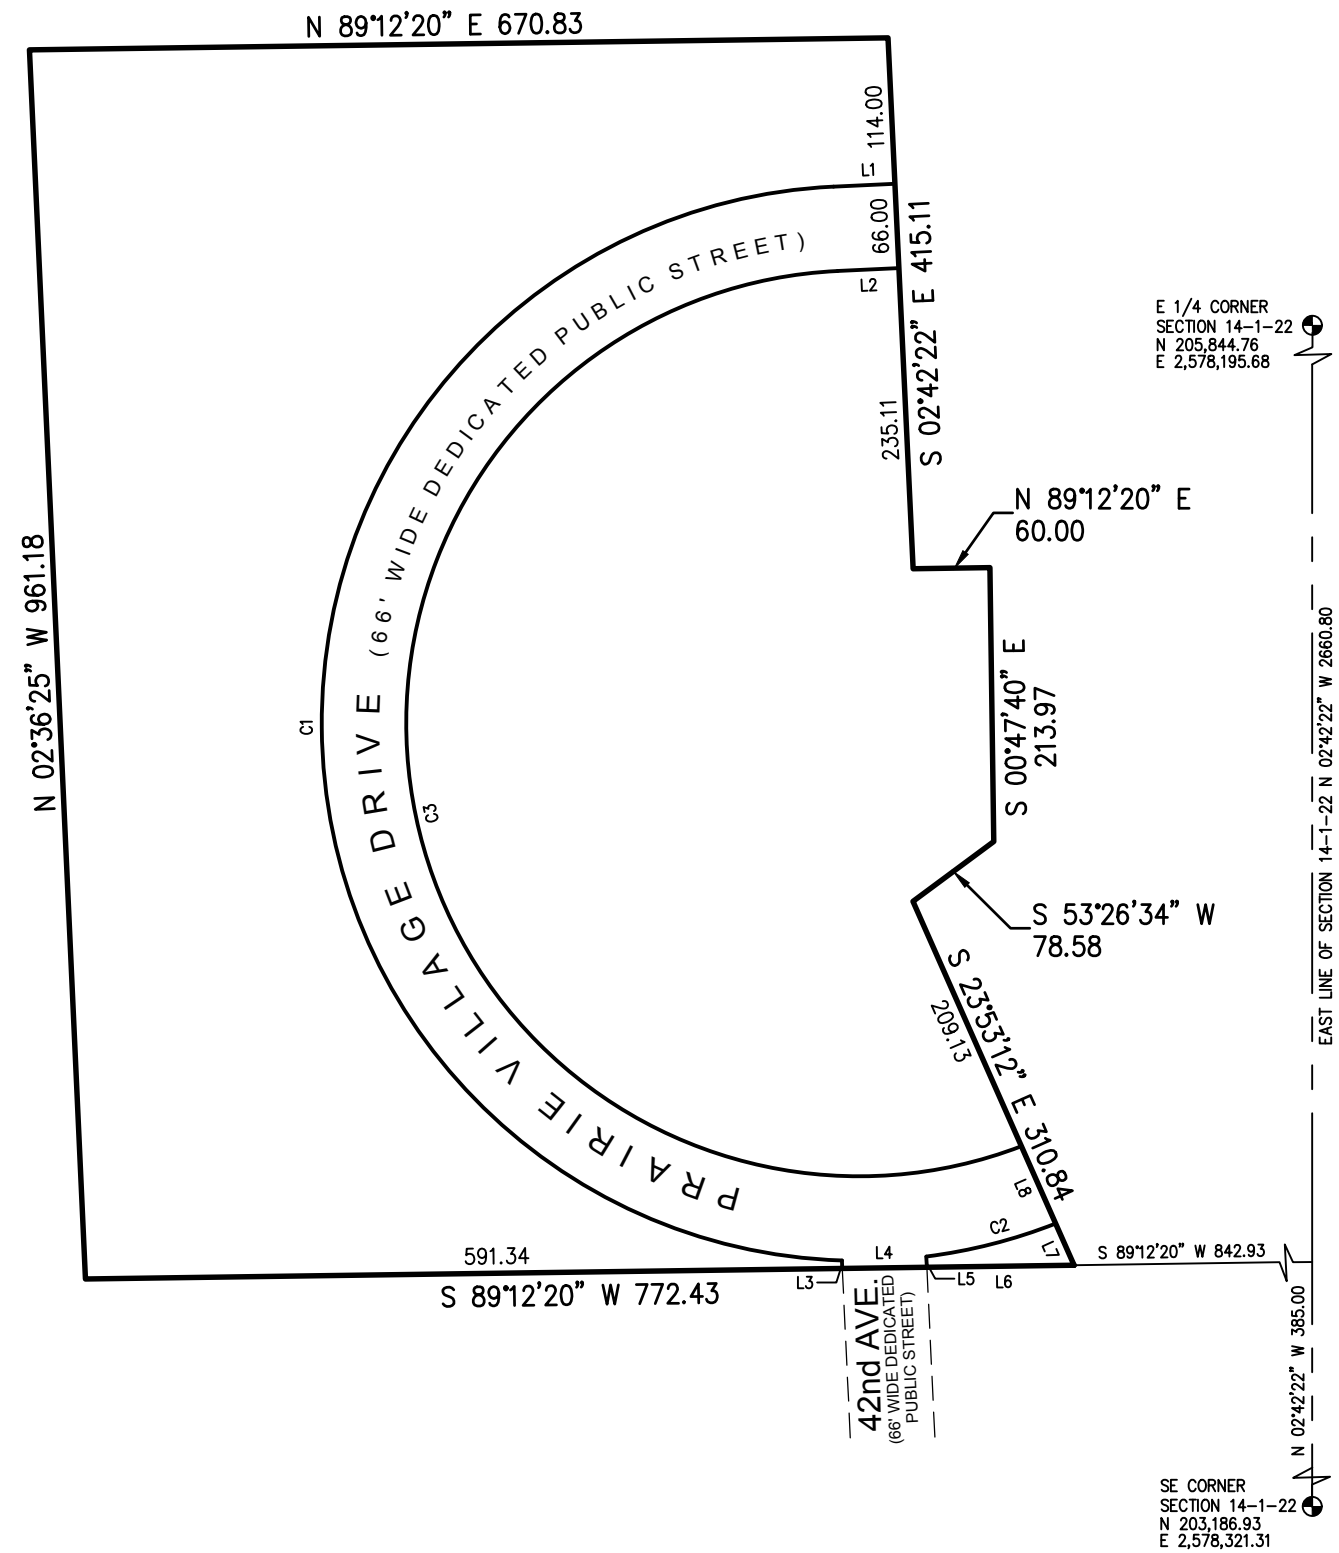 N 89°12'20" E 670.83
114.00
L1
66.00
L2
S 02°42'22" E 415.11
235.11
E 1/4 CORNER
SECTION 14-1-22
N 205,844.76
E 2,578,195.68
N 89°12'20" E
60.00
N 02°36'25" W 961.18
C1
C3
PRAIRIE VILLAGE DRIVE (66' WIDE DEDICATED PUBLIC STREET)
S 00°47'40" E
213.97
EAST LINE OF SECTION 14-1-22 N 02°42'22" W 2660.80
S 53°26'34" W
78.58
S 23°53'12" E 310.84
209.13
L8
C2
L7
591.34
L4
S 89°12'20" W 842.93
L3
L5
L6
S 89°12'20" W 772.43
42nd AVE.
(66' WIDE DEDICATED
PUBLIC STREET)
N 02°42'22" W 385.00
SE CORNER
SECTION 14-1-22
N 203,186.93
E 2,578,321.31